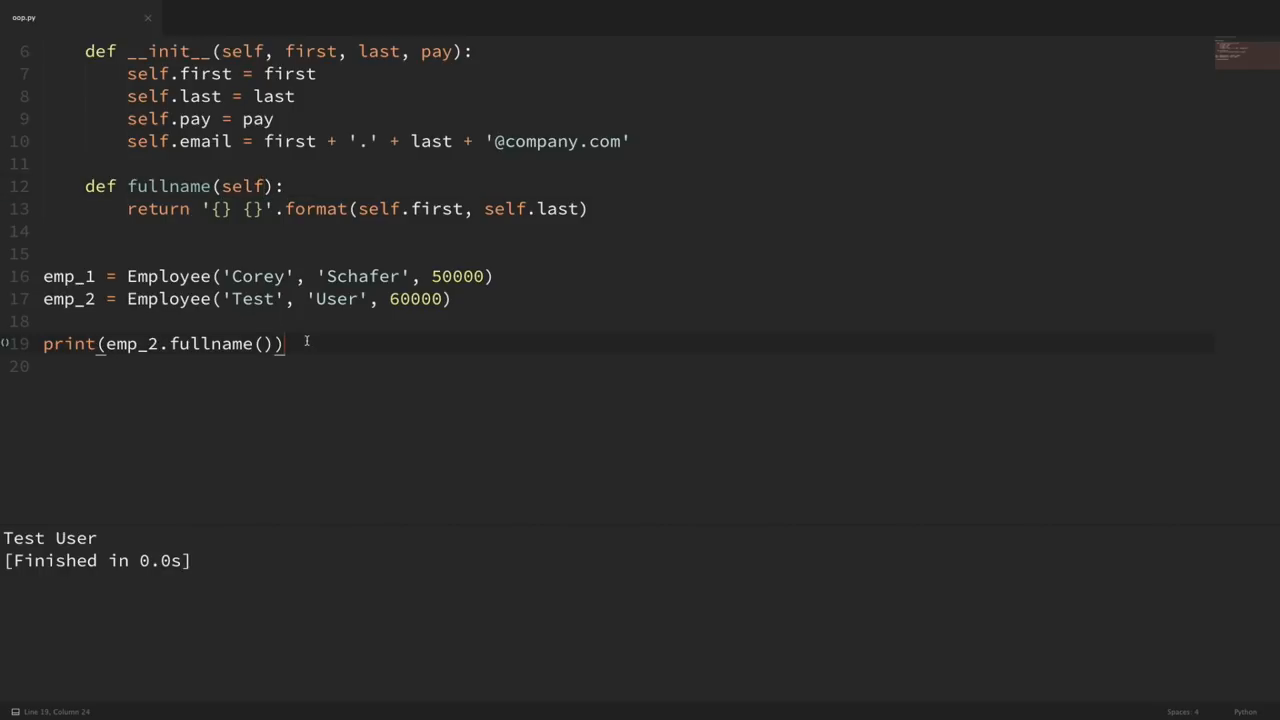 oop.py
6 def __init__(self, first, last, pay):
7 self.first = first
8 self.last = last
9 self.pay = pay
10 self.email = first + '.' + last + '@company.com'
11
12 def fullname(self):
13 return '{} {}'.format(self.first, self.last)
14
15
16 emp_1 = Employee('Corey', 'Schafer', 50000)
17 emp_2 = Employee('Test', 'User', 60000)
18
19 print(emp_2.fullname())
20
Test User
[Finished in 0.0s]
Line 19, Column 24 Spaces: 4 Python